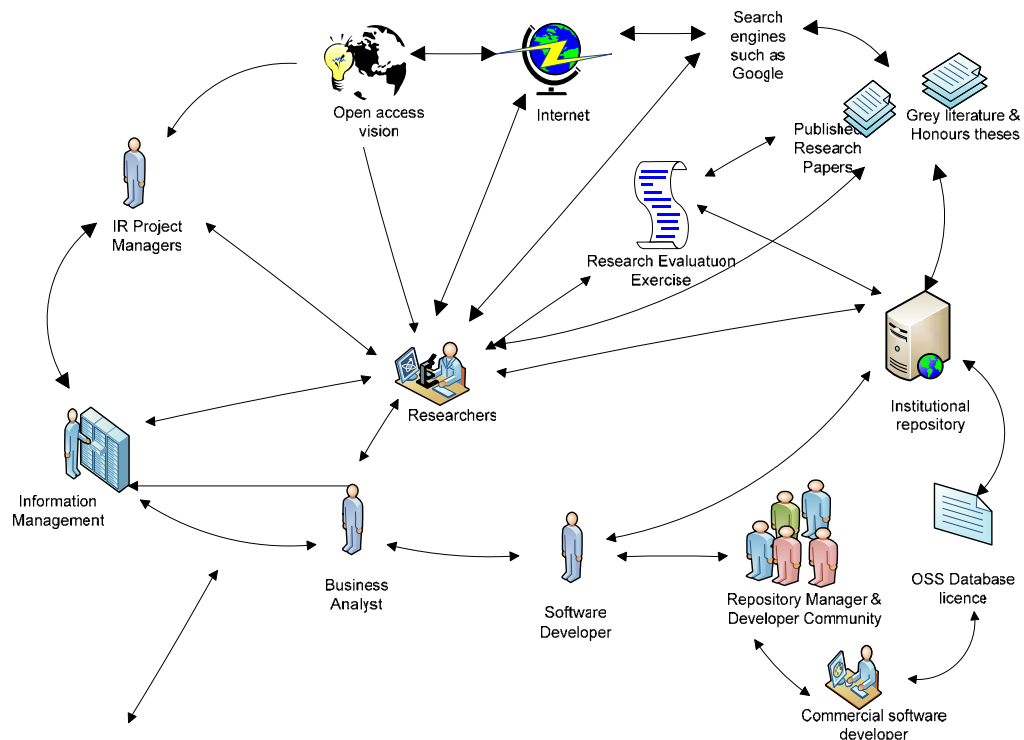 Search
engines
such as
Google
Open access
vision
Internet
Grey literature &
Honours theses
Published
Research
Papers
IR Project
Managers
Research Evaluation
Exercise
Researchers
Institutional
repository
Information
Management
Business
Analyst
Software
Developer
Repository Manager &
Developer Community
OSS Database
licence
Commercial software
developer